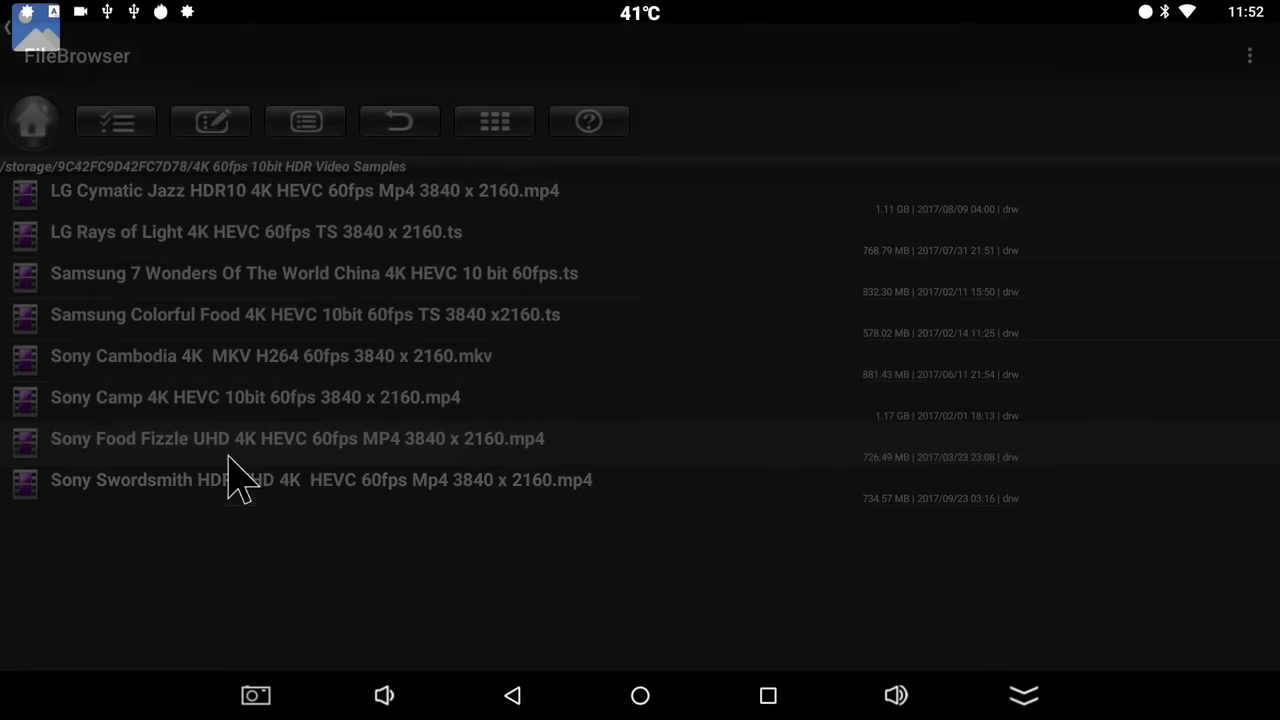 41℃
11:52
FileBrowser
/storage/9C42FC9D42FC7D78/4K 60fps 10bit HDR Video Samples
LG Cymatic Jazz HDR10 4K HEVC 60fps Mp4 3840 x 2160.mp4
1.11 GB | 2017/08/09 04:00 | drw
LG Rays of Light 4K HEVC 60fps TS 3840 x 2160.ts
768.79 MB | 2017/07/31 21:51 | drw
Samsung 7 Wonders Of The World China 4K HEVC 10 bit 60fps.ts
832.30 MB | 2017/02/11 15:50 | drw
Samsung Colorful Food 4K HEVC 10bit 60fps TS 3840 x2160.ts
578.02 MB | 2017/02/14 11:25 | drw
Sony Cambodia 4K  MKV H264 60fps 3840 x 2160.mkv
881.43 MB | 2017/06/11 21:54 | drw
Sony Camp 4K HEVC 10bit 60fps 3840 x 2160.mp4
1.17 GB | 2017/02/01 18:13 | drw
Sony Food Fizzle UHD 4K HEVC 60fps MP4 3840 x 2160.mp4
726.49 MB | 2017/03/23 23:08 | drw
Sony Swordsmith 4K  HEVC 60fps Mp4 3840 x 2160.mp4
734.57 MB | 2017/09/23 03:16 | drw